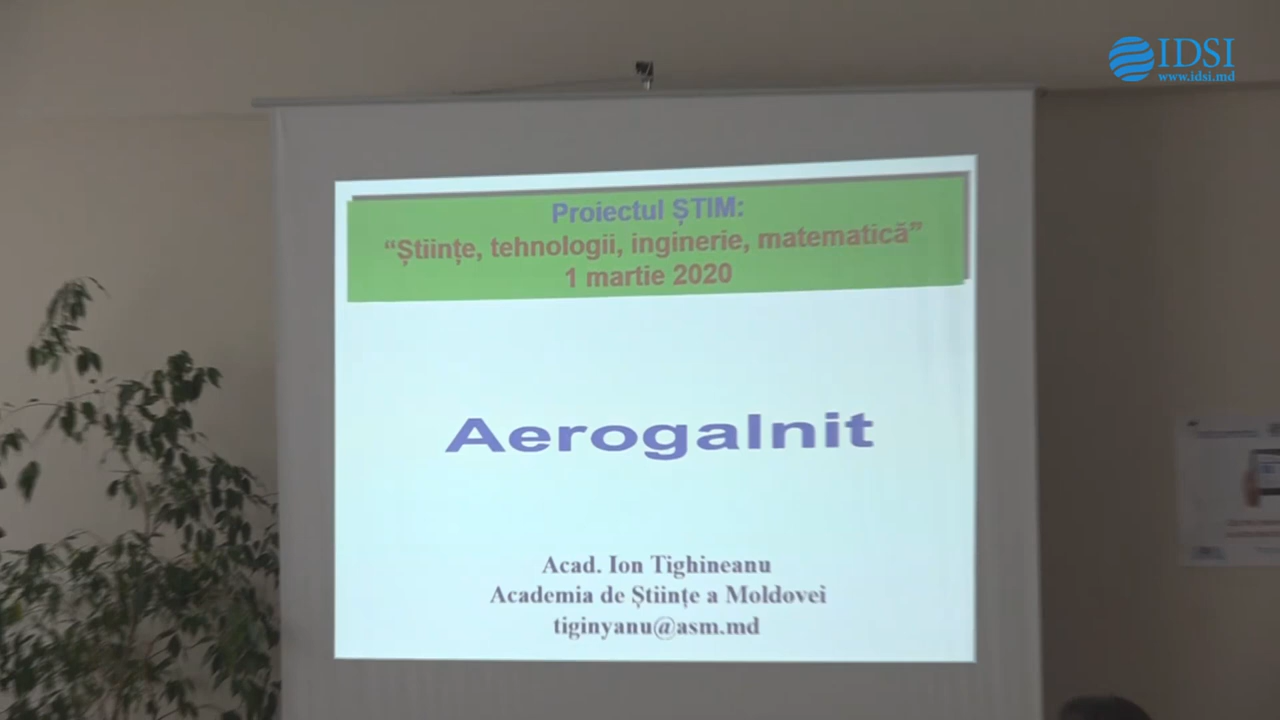 IDSI
www.idsi.md
Proiectul ȘTIM:
“Științe, tehnologii, inginerie, matematică”
1 martie 2020
Aerogalnit
Acad. Ion Tighineanu
Academia de Științe a Moldovei
tiginyanu@asm.md